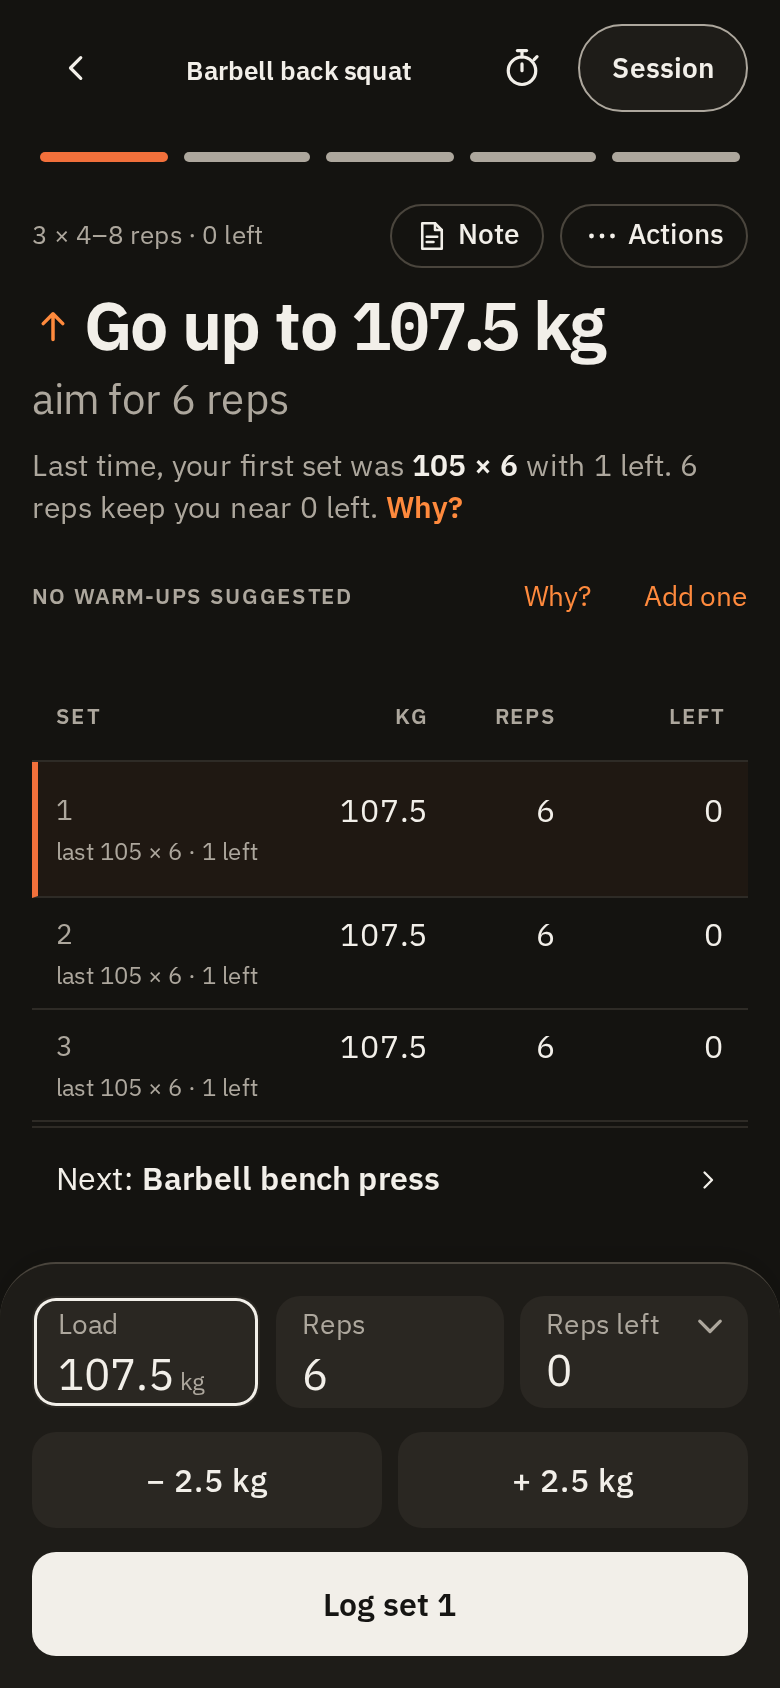 Barbell back squat
Session
3 × 4–8 reps · 0 left
Note
Actions
↑ Go up to 107.5 kg
aim for 6 reps
Last time, your first set was 105 × 6 with 1 left. 6
reps keep you near 0 left. Why?
NO WARM-UPS SUGGESTED
Why?
Add one
SET KG REPS LEFT
1 107.5 6 0
last 105 × 6 · 1 left
2 107.5 6 0
last 105 × 6 · 1 left
3 107.5 6 0
last 105 × 6 · 1 left
Next: Barbell bench press
Load
107.5 kg
Reps
6
Reps left
0
− 2.5 kg
+ 2.5 kg
Log set 1